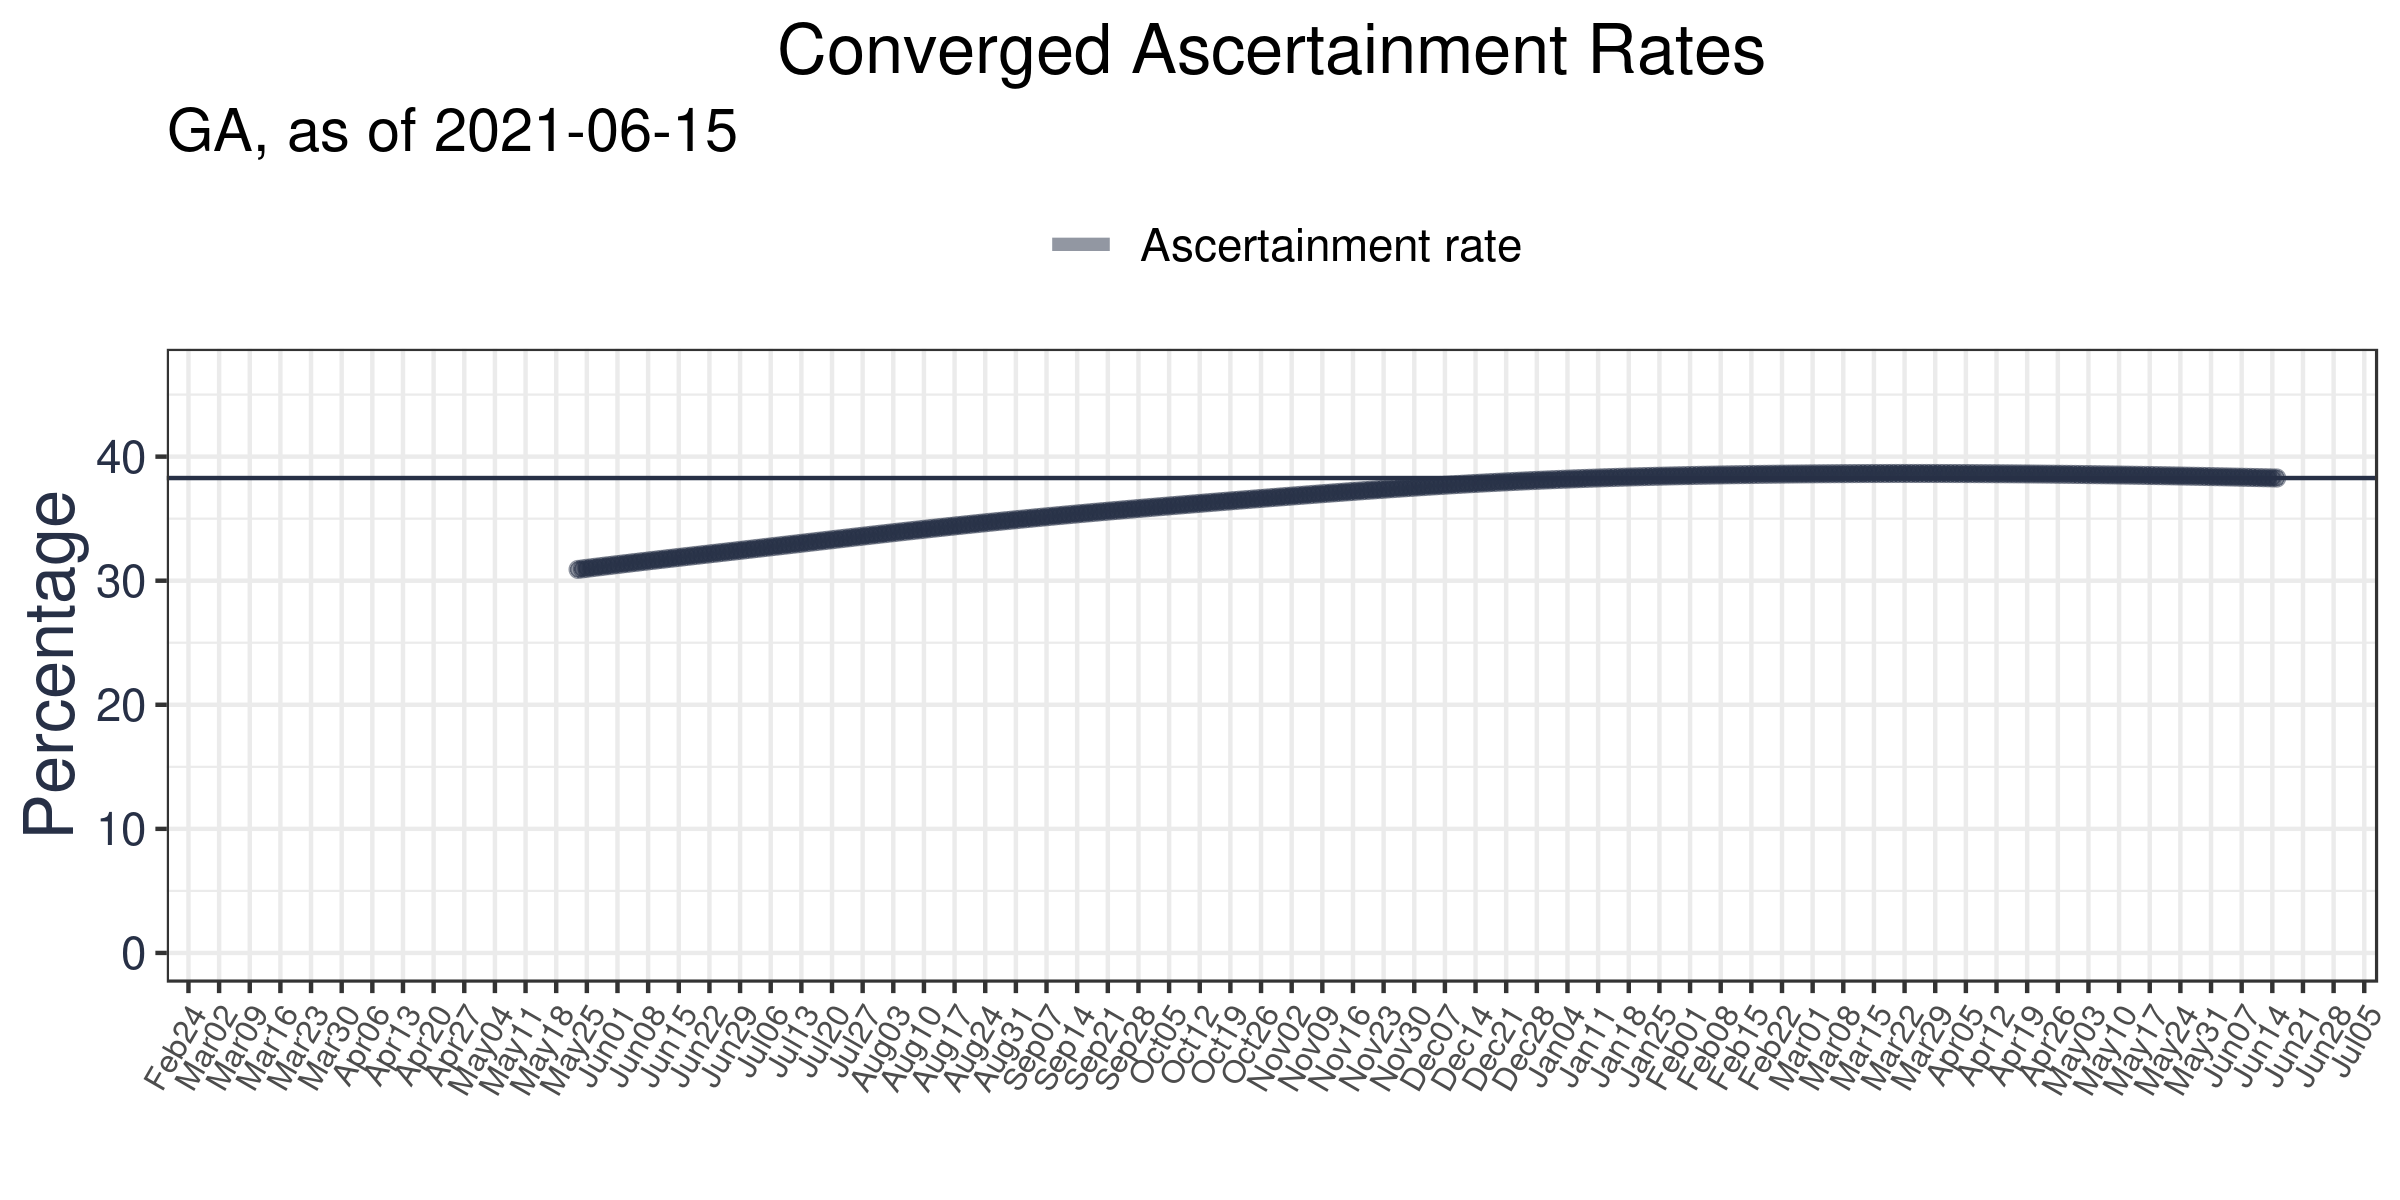 Converged Ascertainment Rates
GA, as of 2021-06-15
Ascertainment rate
Percentage
40
30
20
10
0
Feb24
Mar02
Mar09
Mar16
Mar23
Mar30
Apr06
Apr13
Apr20
Apr27
May04
May11
May18
May25
Jun01
Jun08
Jun15
Jun22
Jun29
Jul06
Jul13
Jul20
Jul27
Aug03
Aug10
Aug17
Aug24
Aug31
Sep07
Sep14
Sep21
Sep28
Oct05
Oct12
Oct19
Oct26
Nov02
Nov09
Nov16
Nov23
Nov30
Dec07
Dec14
Dec21
Dec28
Jan04
Jan11
Jan18
Jan25
Feb01
Feb08
Feb15
Feb22
Mar01
Mar08
Mar15
Mar22
Mar29
Apr05
Apr12
Apr19
Apr26
May03
May10
May17
May24
May31
Jun07
Jun14
Jun21
Jun28
Jul05